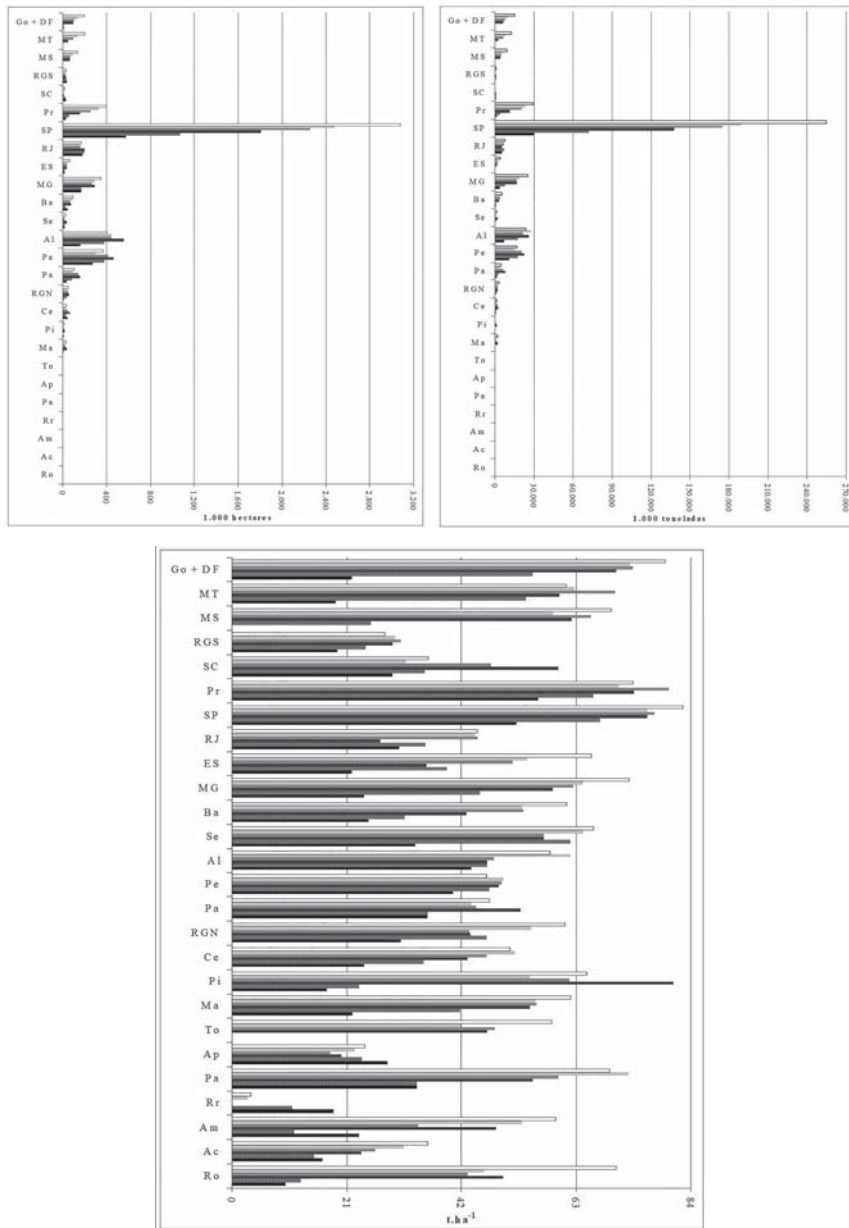 Go + DF
MT
MS
RGS
SC
Pr
SP
RJ
ES
MG
Ba
Se
Al
Pe
Pa
RGN
Ce
Pi
Ma
To
Ap
Pa
Rr
Am
Ac
Ro
0
400
800
1.200
1.600
2.000
2.400
2.800
3.200
1.000 hectares
Go + DF
MT
MS
RGS
SC
Pr
SP
RJ
ES
MG
Ba
Se
Al
Pe
Pa
RGN
Ce
Pi
Ma
To
Ap
Pa
Rr
Am
Ac
Ro
0
30.000
60.000
90.000
120.000
150.000
180.000
210.000
240.000
270.000
1.000 toneladas
Go + DF
MT
MS
RGS
SC
Pr
SP
RJ
ES
MG
Ba
Se
Al
Pe
Pa
RGN
Ce
Pi
Ma
To
Ap
Pa
Rr
Am
Ac
Ro
0
21
42
63
84
t.ha⁻¹